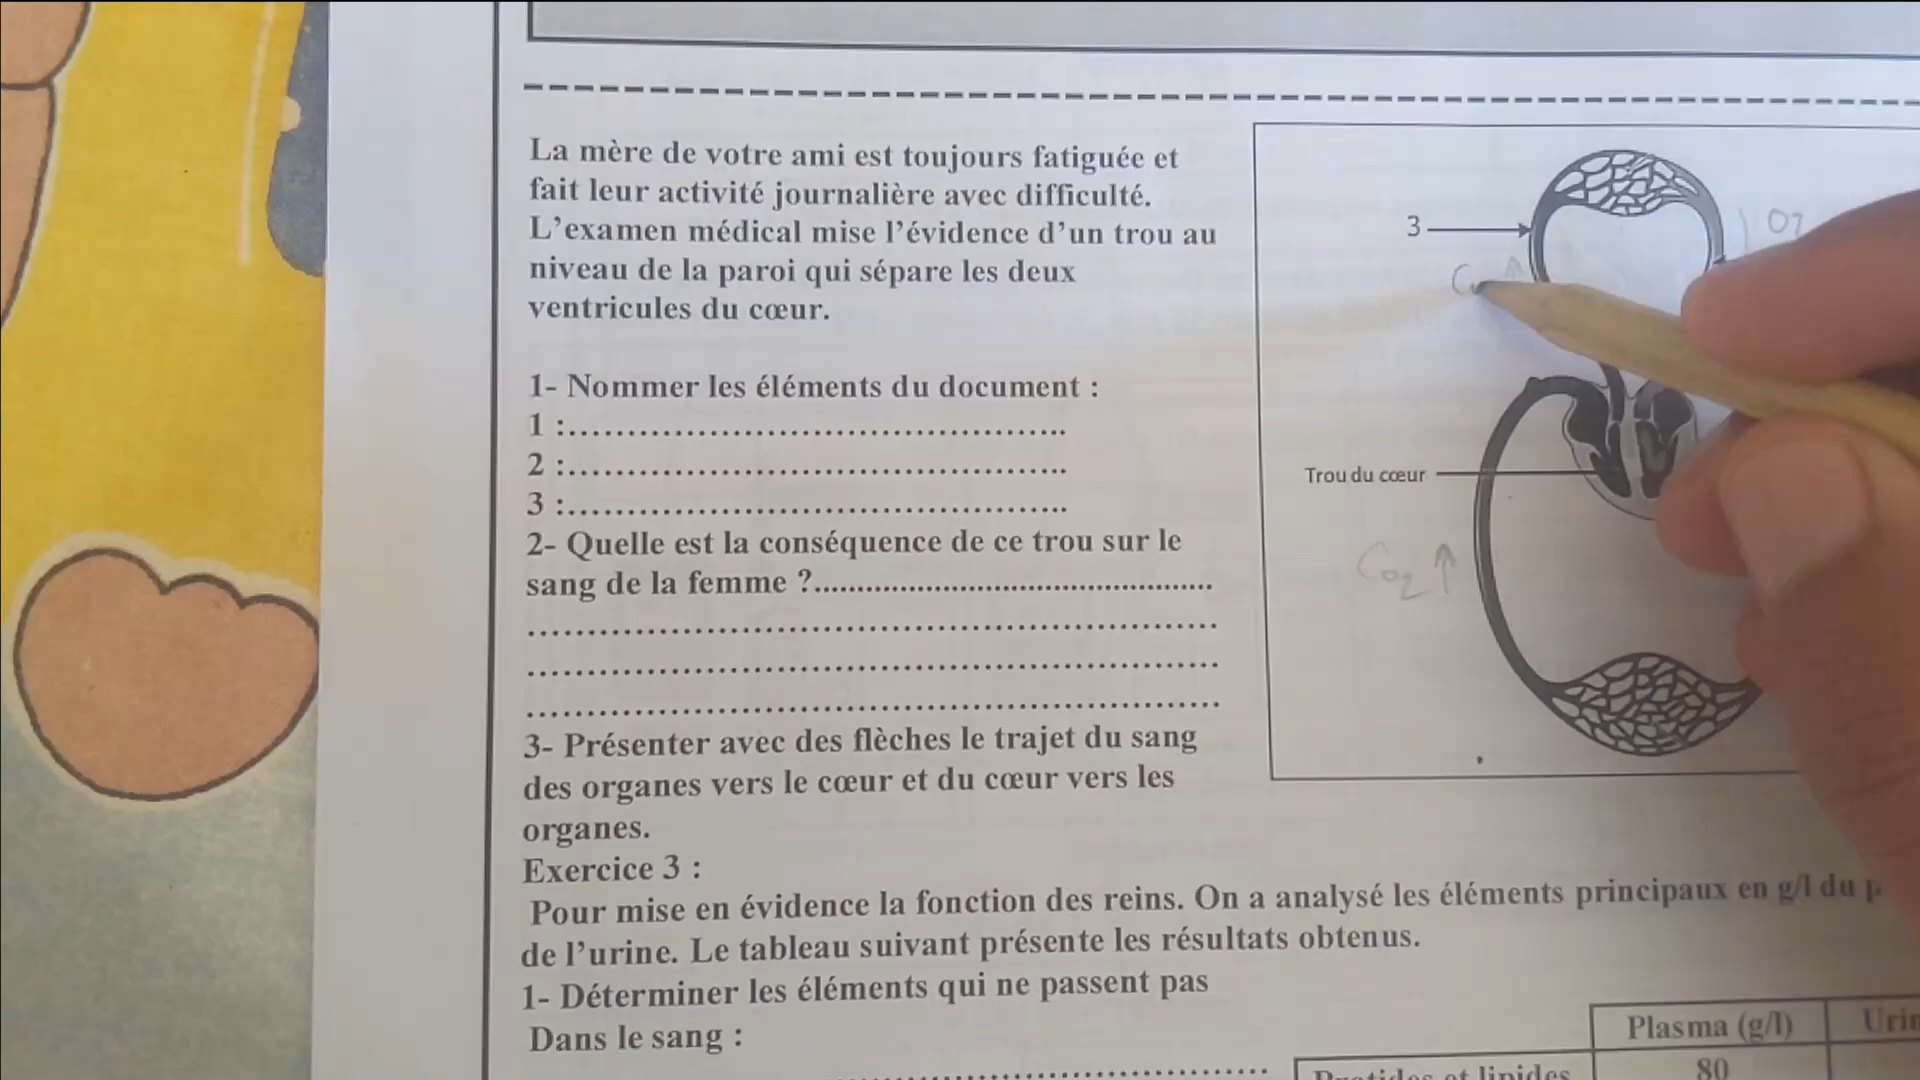 La mère de votre ami est toujours fatiguée et
fait leur activité journalière avec difficulté.
L'examen médical mise l'évidence d'un trou au
niveau de la paroi qui sépare les deux
ventricules du cœur.
1- Nommer les éléments du document :
1 :..........................................
2 :..........................................
3 :..........................................
2- Quelle est la conséquence de ce trou sur le
sang de la femme ?..........................................
3- Présenter avec des flèches le trajet du sang
des organes vers le cœur et du cœur vers les
organes.
3
O2
Trou du cœur
Co2 ↑
Exercice 3 :
Pour mise en évidence la fonction des reins. On a analysé les éléments principaux en g/l du p
de l'urine. Le tableau suivant présente les résultats obtenus.
1- Déterminer les éléments qui ne passent pas
Dans le sang :
Plasma (g/l)
Protides et lipides
80